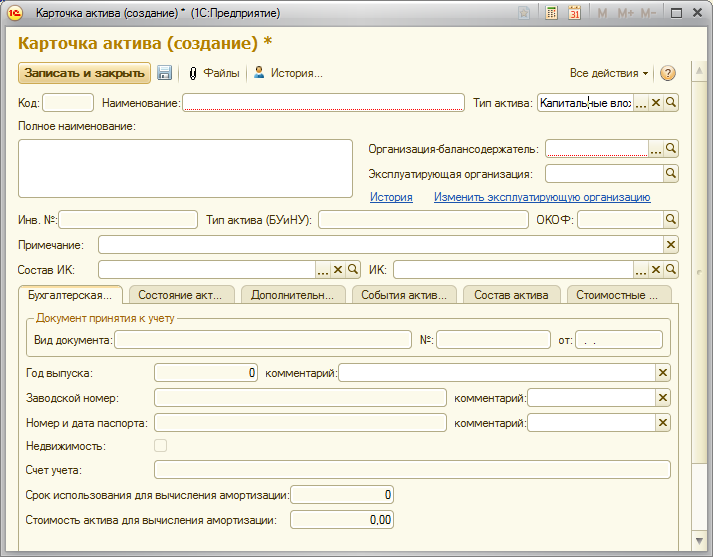 Карточка актива (создание) * (1С:Предприятие)
M M+ M-
Карточка актива (создание) *
Записать и закрыть Файлы История... Все действия
Код: Наименование: Тип актива: Капитальные влож
Полное наименование:
Организация-балансодержатель:
Эксплуатирующая организация:
История Изменить эксплуатирующую организацию
Инв. №: Тип актива (БУиНУ): ОКОФ:
Примечание:
Состав ИК: ИК:
Бухгалтерская... Состояние акт... Дополнительн... События актив... Состав актива Стоимостные ...
Документ принятия к учету
Вид документа: №: от: . .
Год выпуска: 0 комментарий:
Заводской номер: комментарий:
Номер и дата паспорта: комментарий:
Недвижимость:
Счет учета:
Срок использования для вычисления амортизации: 0
Стоимость актива для вычисления амортизации: 0,00